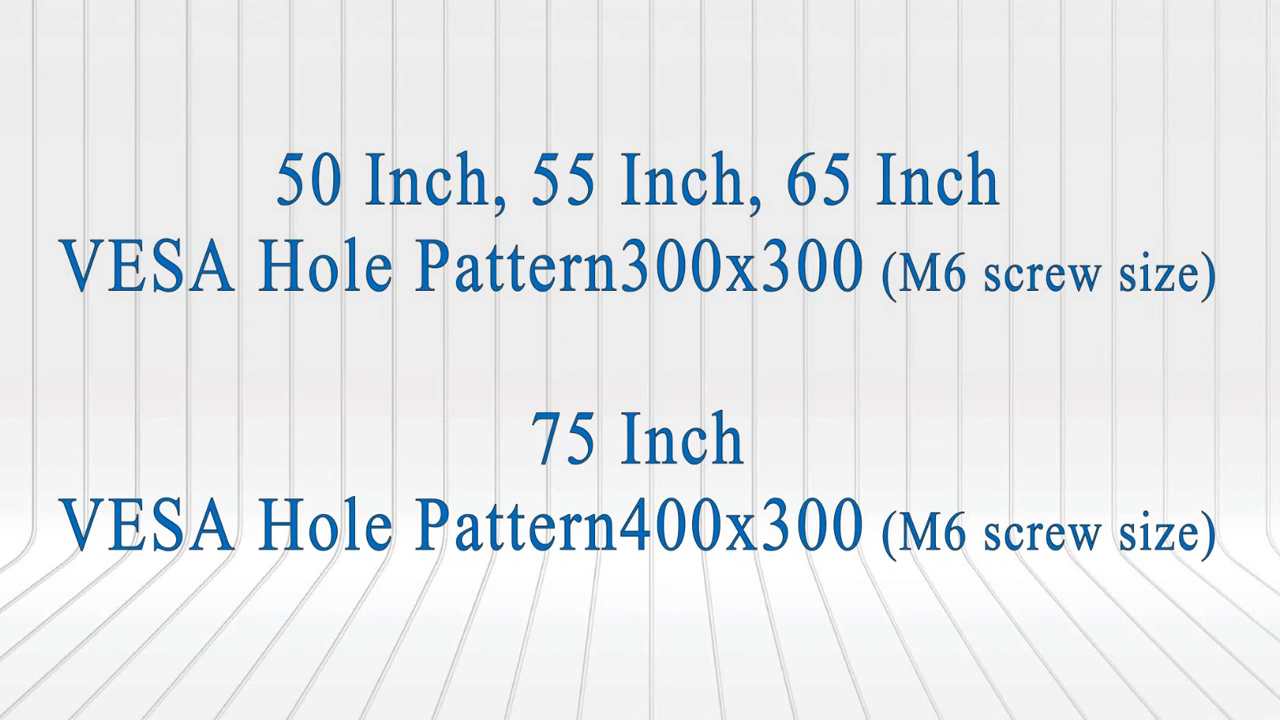 50 Inch, 55 Inch, 65 Inch
VESA Hole Pattern300x300 (M6 screw size)
75 Inch
VESA Hole Pattern400x300 (M6 screw size)